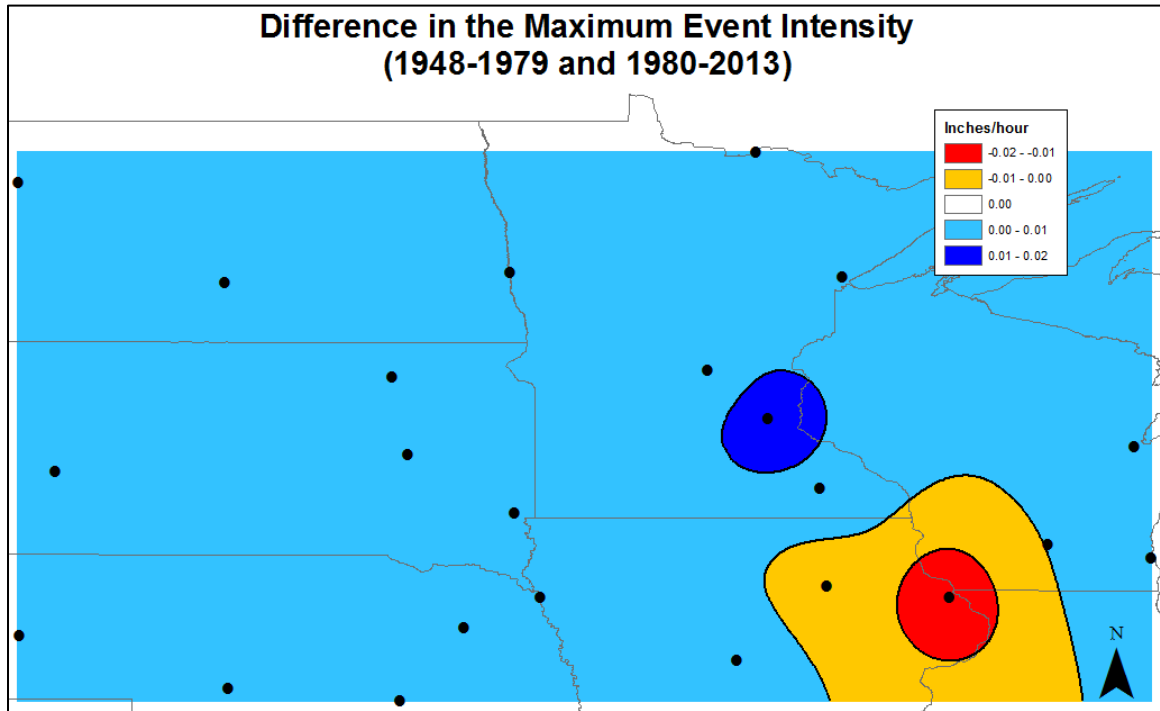 Difference in the Maximum Event Intensity
(1948-1979 and 1980-2013)
Inches/hour
-0.02 - -0.01
-0.01 - 0.00
0.00
0.00 - 0.01
0.01 - 0.02
N